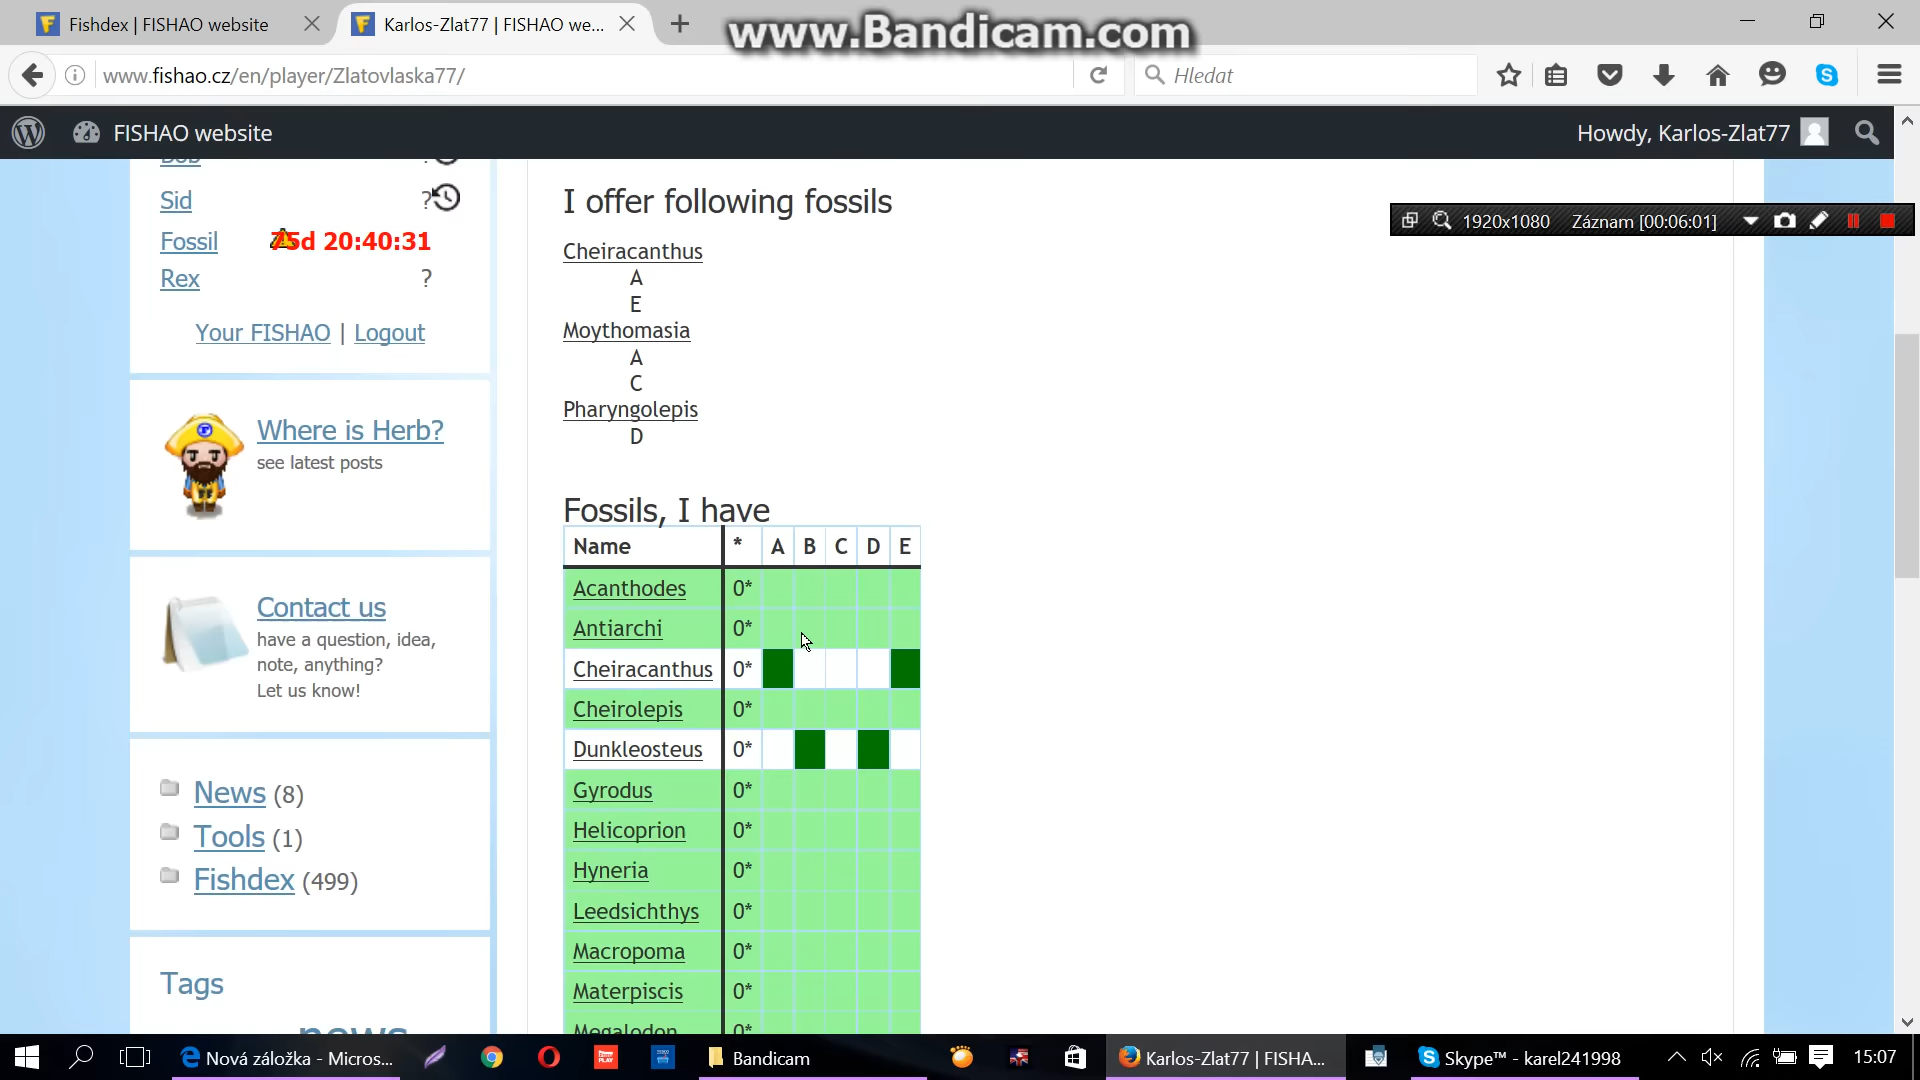 Fishdex | FISHAO website
Karlos-Zlat77 | FISHAO we...
www.Bandicam.com
www.fishao.cz/en/player/Zlatovlaska77/
Hledat
FISHAO website
Howdy, Karlos-Zlat77
Bob ?
Sid ?
Fossil 75d 20:40:31
Rex ?
Your FISHAO | Logout
Where is Herb?
see latest posts
Contact us
have a question, idea,
note, anything?
Let us know!
News (8)
Tools (1)
Fishdex (499)
Tags
news
I offer following fossils
Cheiracanthus
A
E
Moythomasia
A
C
Pharyngolepis
D
Fossils, I have
Name * A B C D E
Acanthodes 0*
Antiarchi 0*
Cheiracanthus 0*
Cheirolepis 0*
Dunkleosteus 0*
Gyrodus 0*
Helicoprion 0*
Hyneria 0*
Leedsichthys 0*
Macropoma 0*
Materpiscis 0*
Megalodon 0*
1920x1080 Záznam [00:06:01]
Nová záložka - Micros...
Bandicam
Karlos-Zlat77 | FISHA...
Skype™ - karel241998
15:07